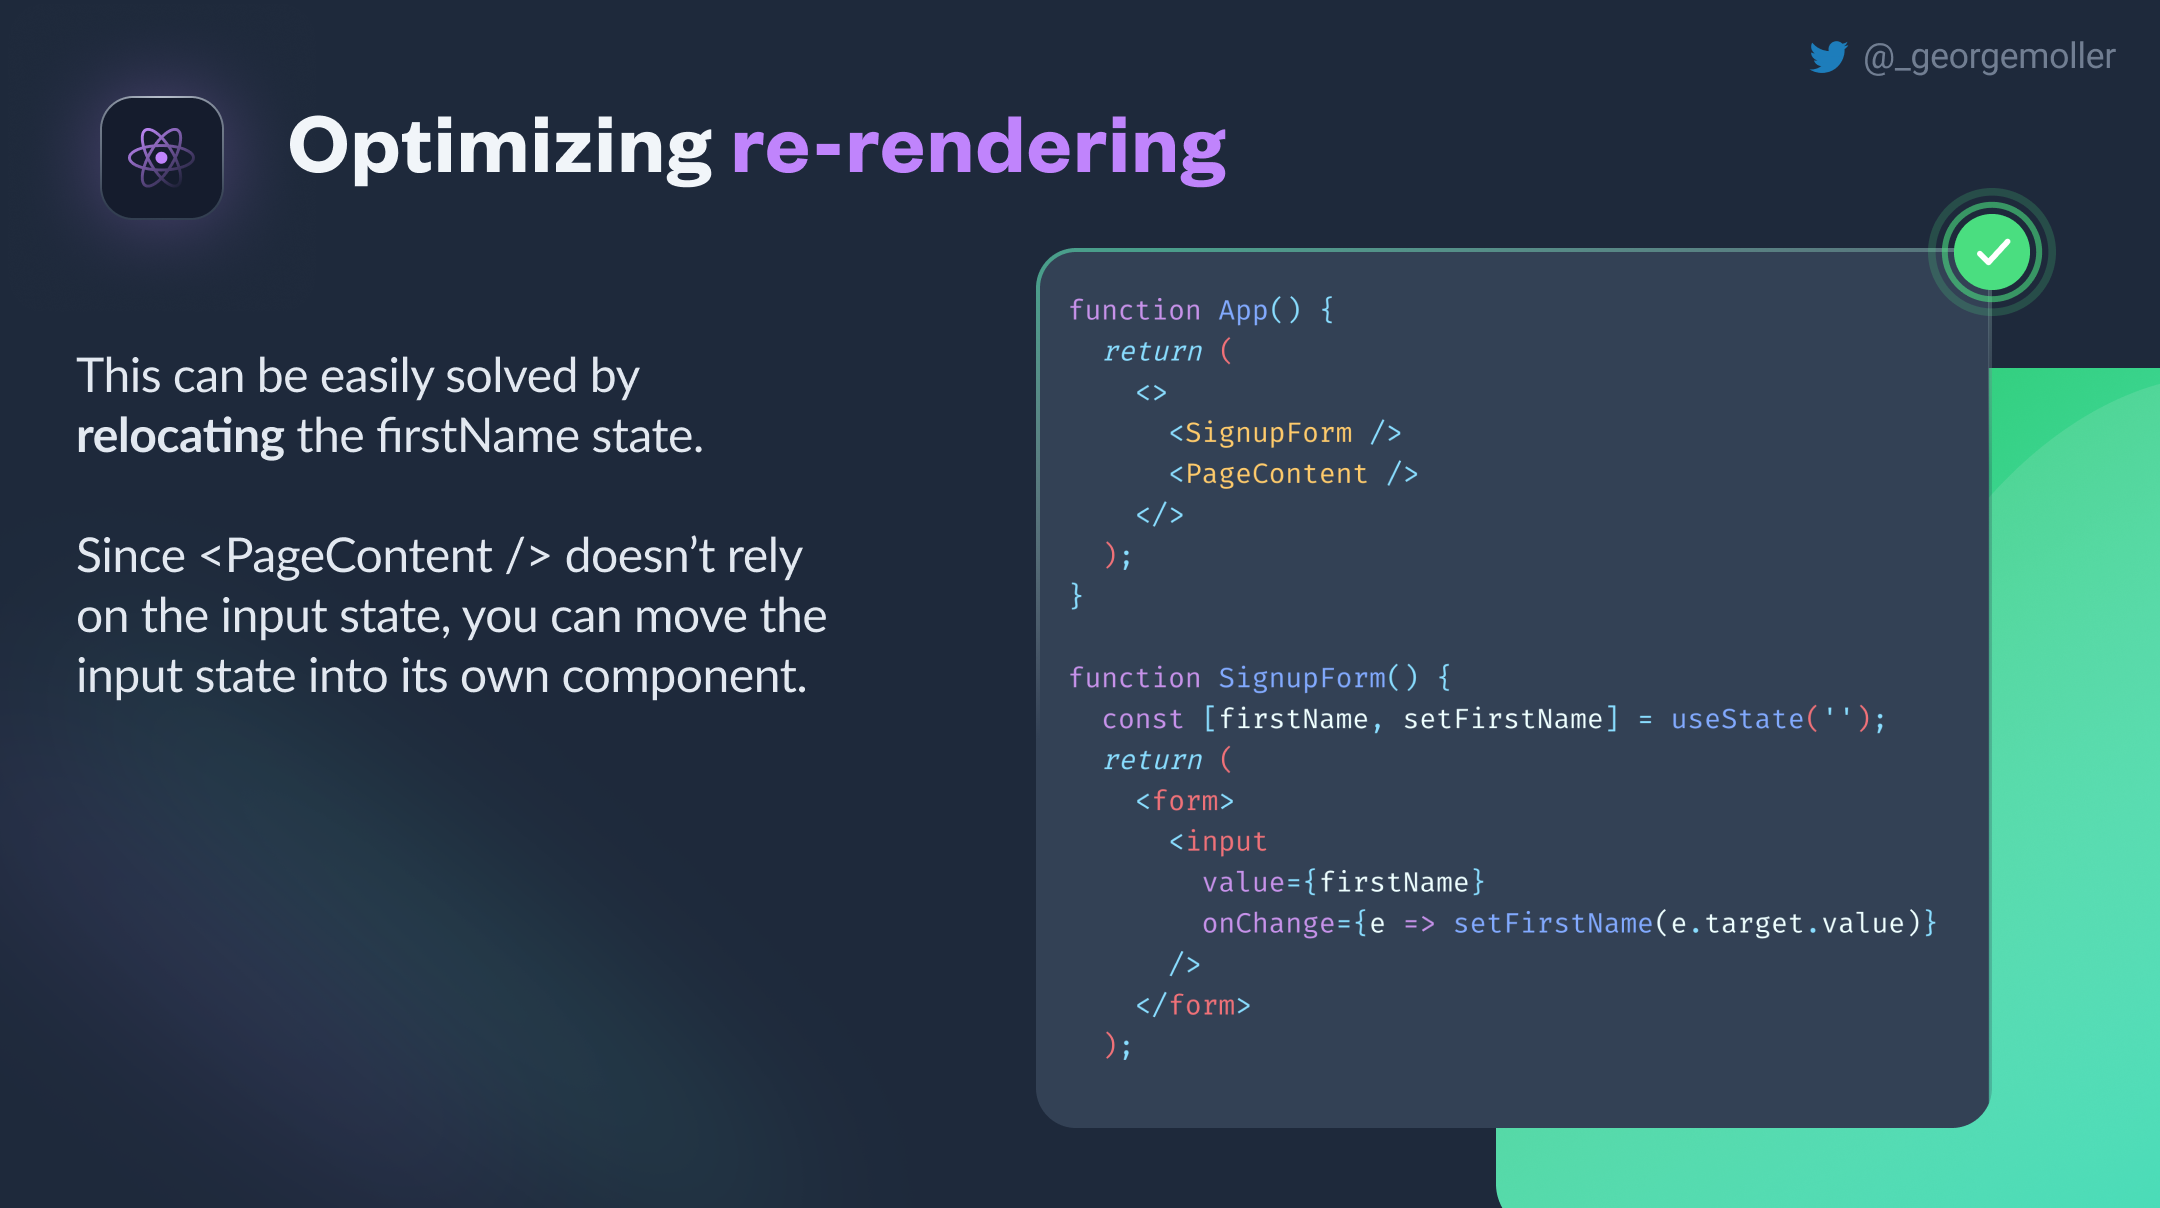 @_georgemoller
Optimizing re-rendering
This can be easily solved by
relocating the firstName state.
Since <PageContent /> doesn’t rely
on the input state, you can move the
input state into its own component.
function App() {
  return (
    <>
      <SignupForm />
      <PageContent />
    </>
  );
}
function SignupForm() {
  const [firstName, setFirstName] = useState('');
  return (
    <form>
      <input
        value={firstName}
        onChange={e => setFirstName(e.target.value)}
      />
    </form>
  );